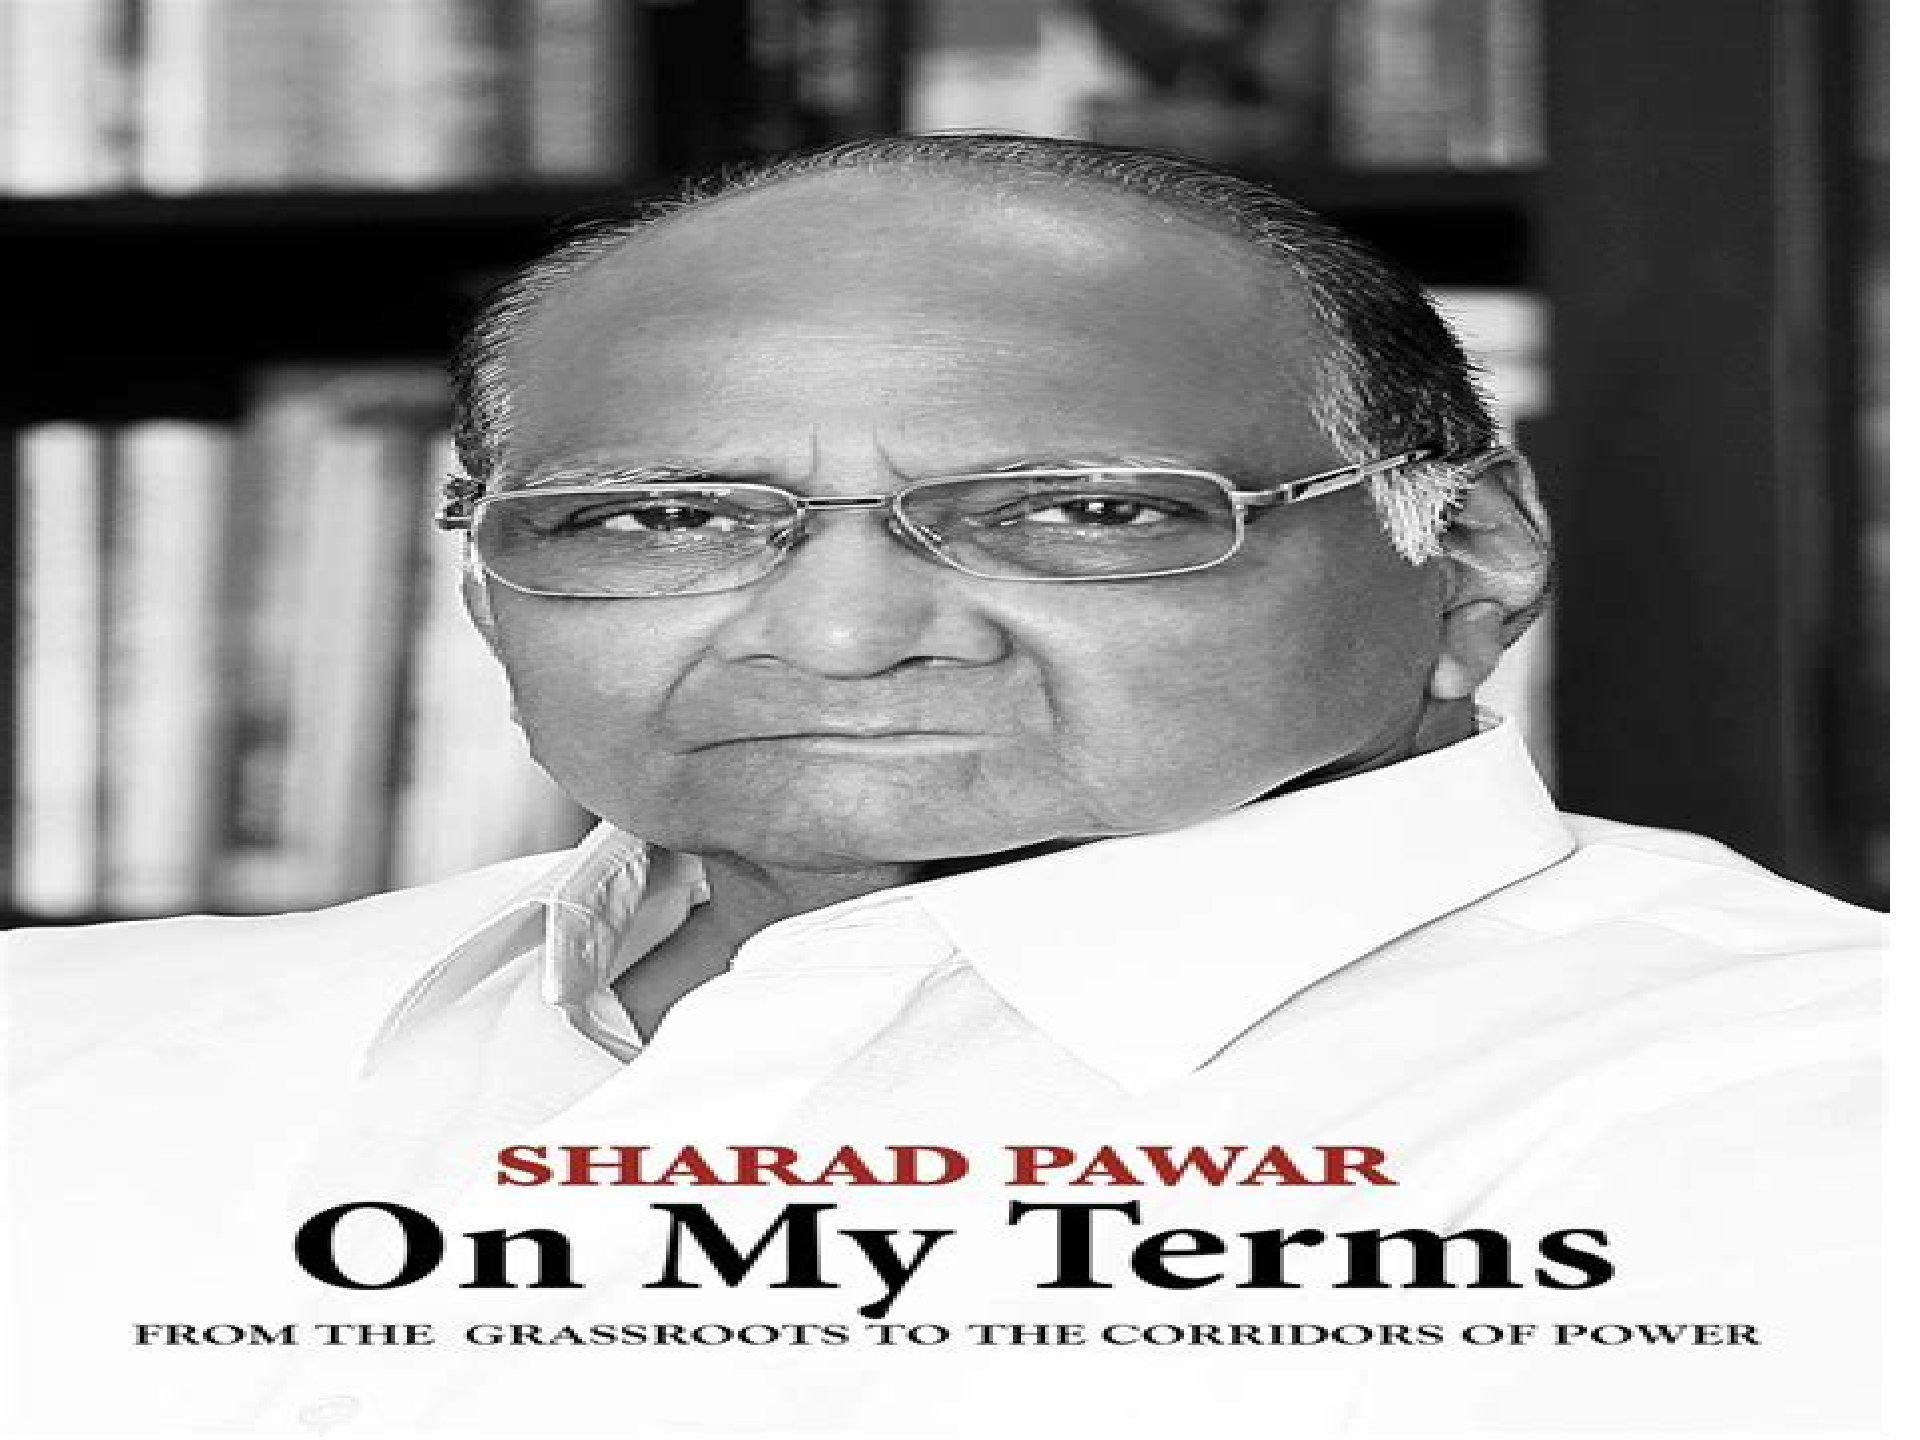 SHARAD PAWAR
On My Terms
FROM THE GRASSROOTS TO THE CORRIDORS OF POWER